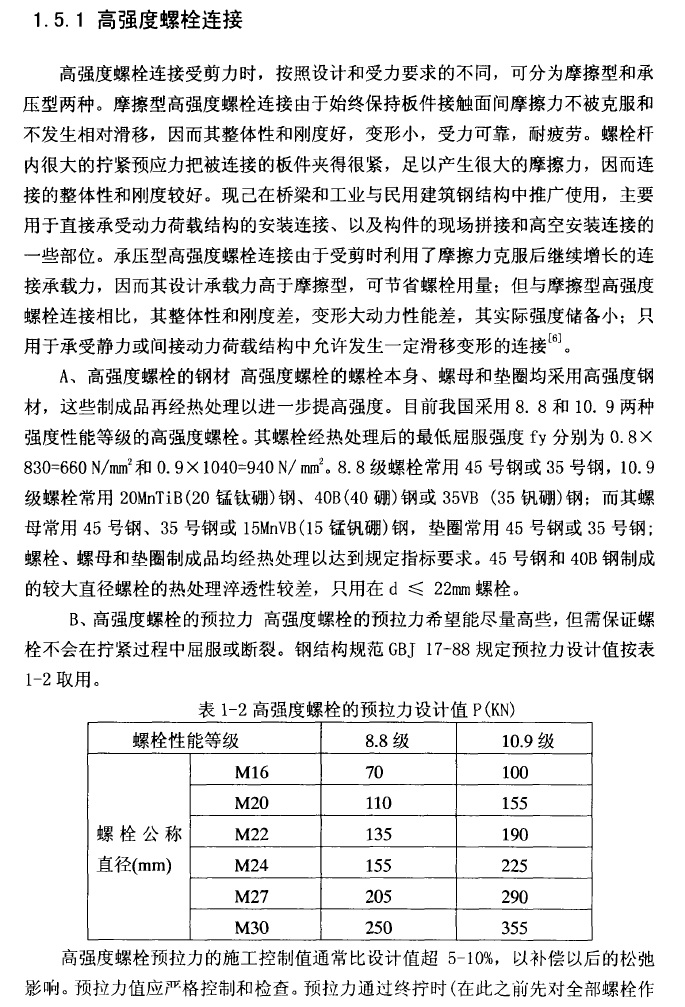 1.5.1 高强度螺栓连接
高强度螺栓连接受剪力时，按照设计和受力要求的不同，可分为摩擦型和承
压型两种。摩擦型高强度螺栓连接由于始终保持板件接触面间摩擦力不被克服和
不发生相对滑移，因而其整体性和刚度好，变形小，受力可靠，耐疲劳。螺栓杆
内很大的拧紧预应力把被连接的板件夹得很紧，足以产生很大的摩擦力，因而连
接的整体性和刚度较好。现己在桥梁和工业与民用建筑钢结构中推广使用，主要
用于直接承受动力荷载结构的安装连接、以及构件的现场拼接和高空安装连接的
一些部位。承压型高强度螺栓连接由于受剪时利用了摩擦力克服后继续增长的连
接承载力，因而其设计承载力高于摩擦型，可节省螺栓用量；但与摩擦型高强度
螺栓连接相比，其整体性和刚度差，变形大动力性能差，其实际强度储备小；只
用于承受静力或间接动力荷载结构中允许发生一定滑移变形的连接[6]。
A、高强度螺栓的钢材 高强度螺栓的螺栓本身、螺母和垫圈均采用高强度钢
材，这些制成品再经热处理以进一步提高强度。目前我国采用 8.8 和 10.9 两种
强度性能等级的高强度螺栓。其螺栓经热处理后的最低屈服强度 fy 分别为 0.8×
830=660 N/mm²和 0.9×1040=940 N/ mm²。8.8 级螺栓常用 45 号钢或 35 号钢，10.9
级螺栓常用 20MnTiB(20 锰钛硼)钢、40B(40 硼)钢或 35VB (35 钒硼)钢；而其螺
母常用 45 号钢、35 号钢或 15MnVB(15 锰钒硼)钢，垫圈常用 45 号钢或 35 号钢；
螺栓、螺母和垫圈制成品均经热处理以达到规定指标要求。45 号钢和 40B 钢制成
的较大直径螺栓的热处理淬透性较差，只用在 d ≤ 22mm 螺栓。
B、高强度螺栓的预拉力 高强度螺栓的预拉力希望能尽量高些，但需保证螺
栓不会在拧紧过程中屈服或断裂。钢结构规范 GBJ 17-88 规定预拉力设计值按表
1-2 取用。
表 1-2 高强度螺栓的预拉力设计值 P(KN)
螺栓性能等级 8.8 级 10.9 级
M16 70 100
M20 110 155
螺栓公称 M22 135 190
直径(mm) M24 155 225
M27 205 290
M30 250 355
高强度螺栓预拉力的施工控制值通常比设计值超 5-10%，以补偿以后的松弛
影响。预拉力值应严格控制和检查。预拉力通过终拧时(在此之前先对全部螺栓作